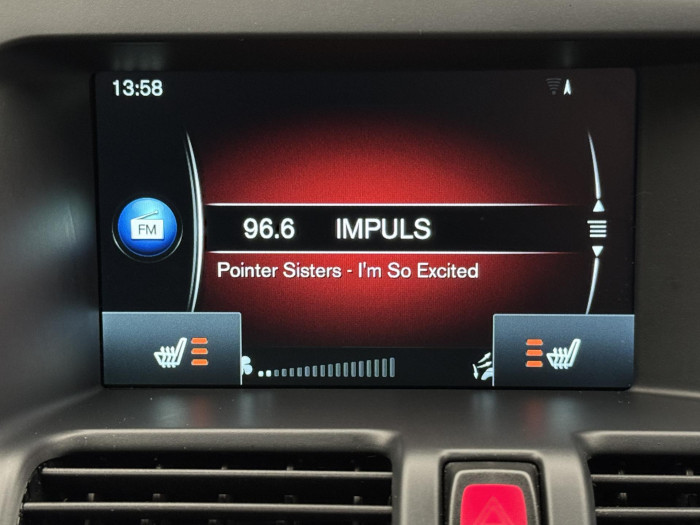 13:58
FM
96.6 IMPULS
Pointer Sisters - I'm So Excited